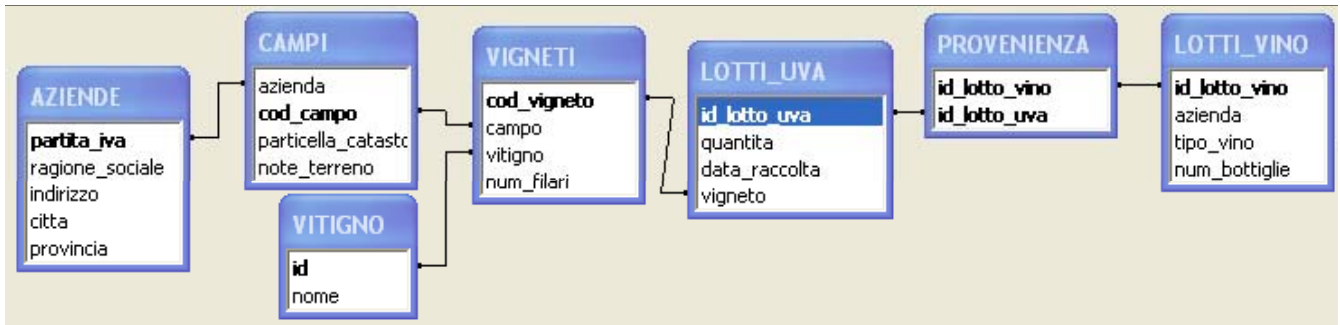 AZIENDE
partita_iva
ragione_sociale
indirizzo
citta
provincia
CAMPI
azienda
cod_campo
particella_catastc
note_terreno
VITIGNO
id
nome
VIGNETI
cod_vigneto
campo
vitigno
num_filari
LOTTI_UVA
id_lotto_uva
quantita
data_raccolta
vigneto
PROVENIENZA
id_lotto_vino
id_lotto_uva
LOTTI_VINO
id_lotto_vino
azienda
tipo_vino
num_bottiglie